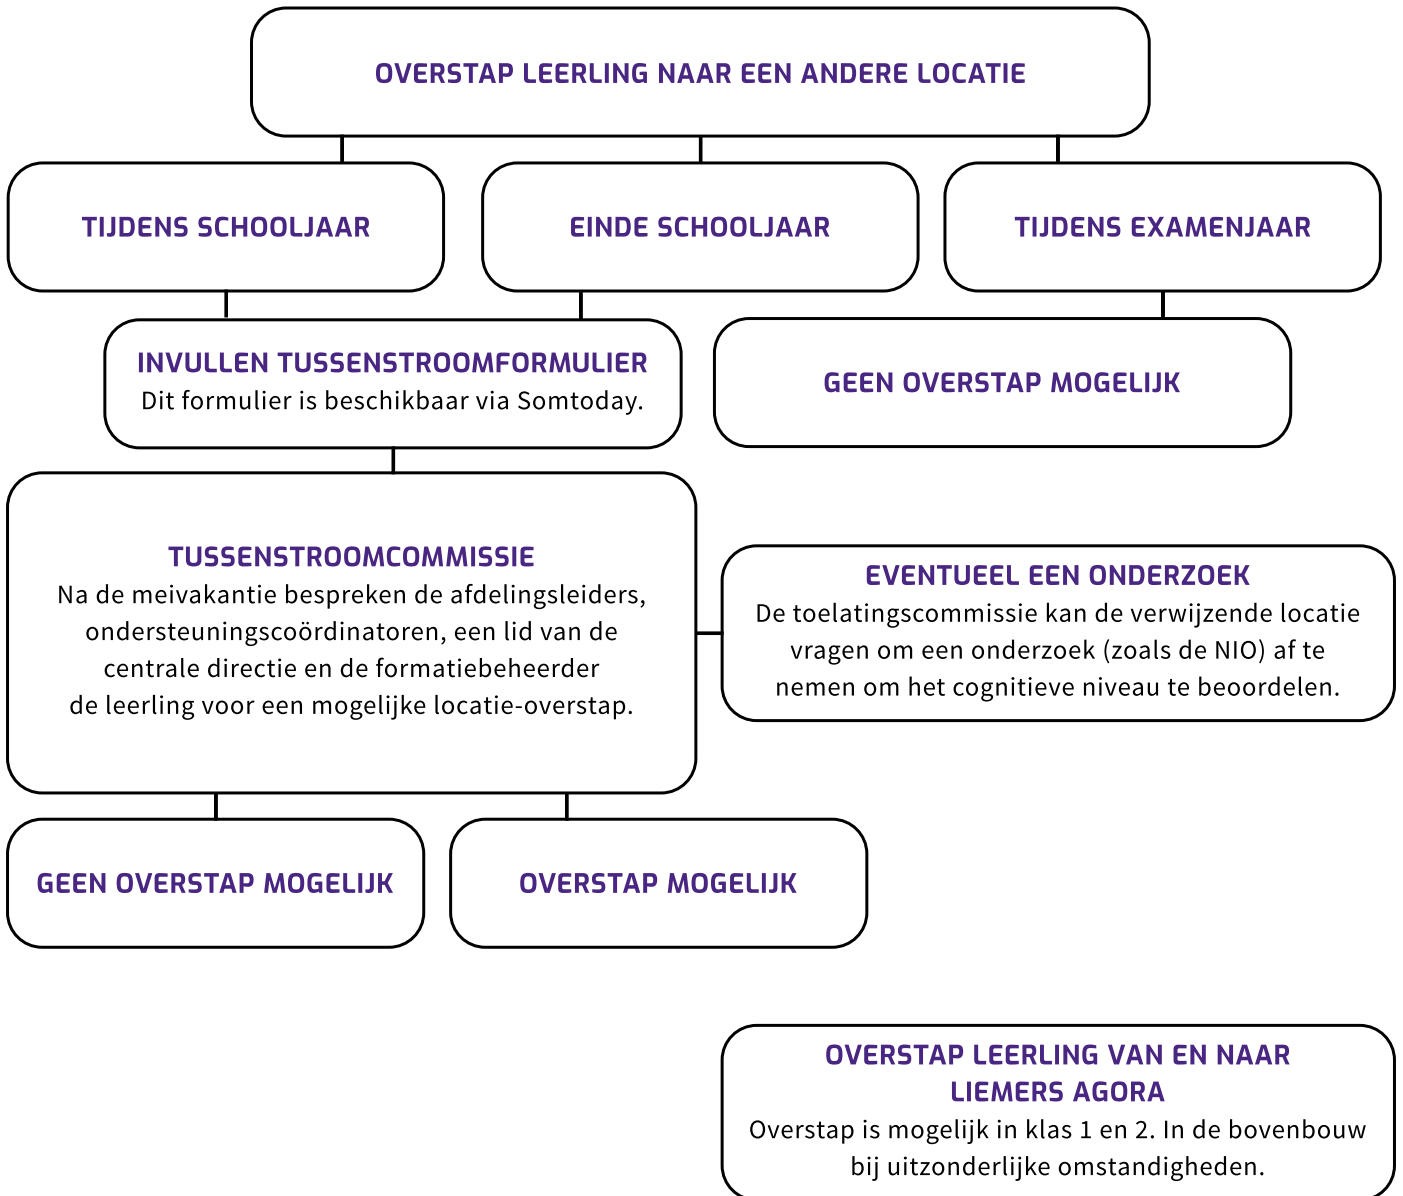 OVERSTAP LEERLING NAAR EEN ANDERE LOCATIE
TIJDENS SCHOOLJAAR
EINDE SCHOOLJAAR
TIJDENS EXAMENJAAR
INVULLEN TUSSENSTROOMFORMULIER
Dit formulier is beschikbaar via Somtoday.
GEEN OVERSTAP MOGELIJK
TUSSENSTROOMCOMMISSIE
Na de meivakantie bespreken de afdelingsleiders,
ondersteuningscoördinatoren, een lid van de
centrale directie en de formatiebeheerder
de leerling voor een mogelijke locatie-overstap.
EVENTUEEL EEN ONDERZOEK
De toelatingscommissie kan de verwijzende locatie
vragen om een onderzoek (zoals de NIO) af te
nemen om het cognitieve niveau te beoordelen.
GEEN OVERSTAP MOGELIJK
OVERSTAP MOGELIJK
OVERSTAP LEERLING VAN EN NAAR
LIEMERS AGORA
Overstap is mogelijk in klas 1 en 2. In de bovenbouw
bij uitzonderlijke omstandigheden.